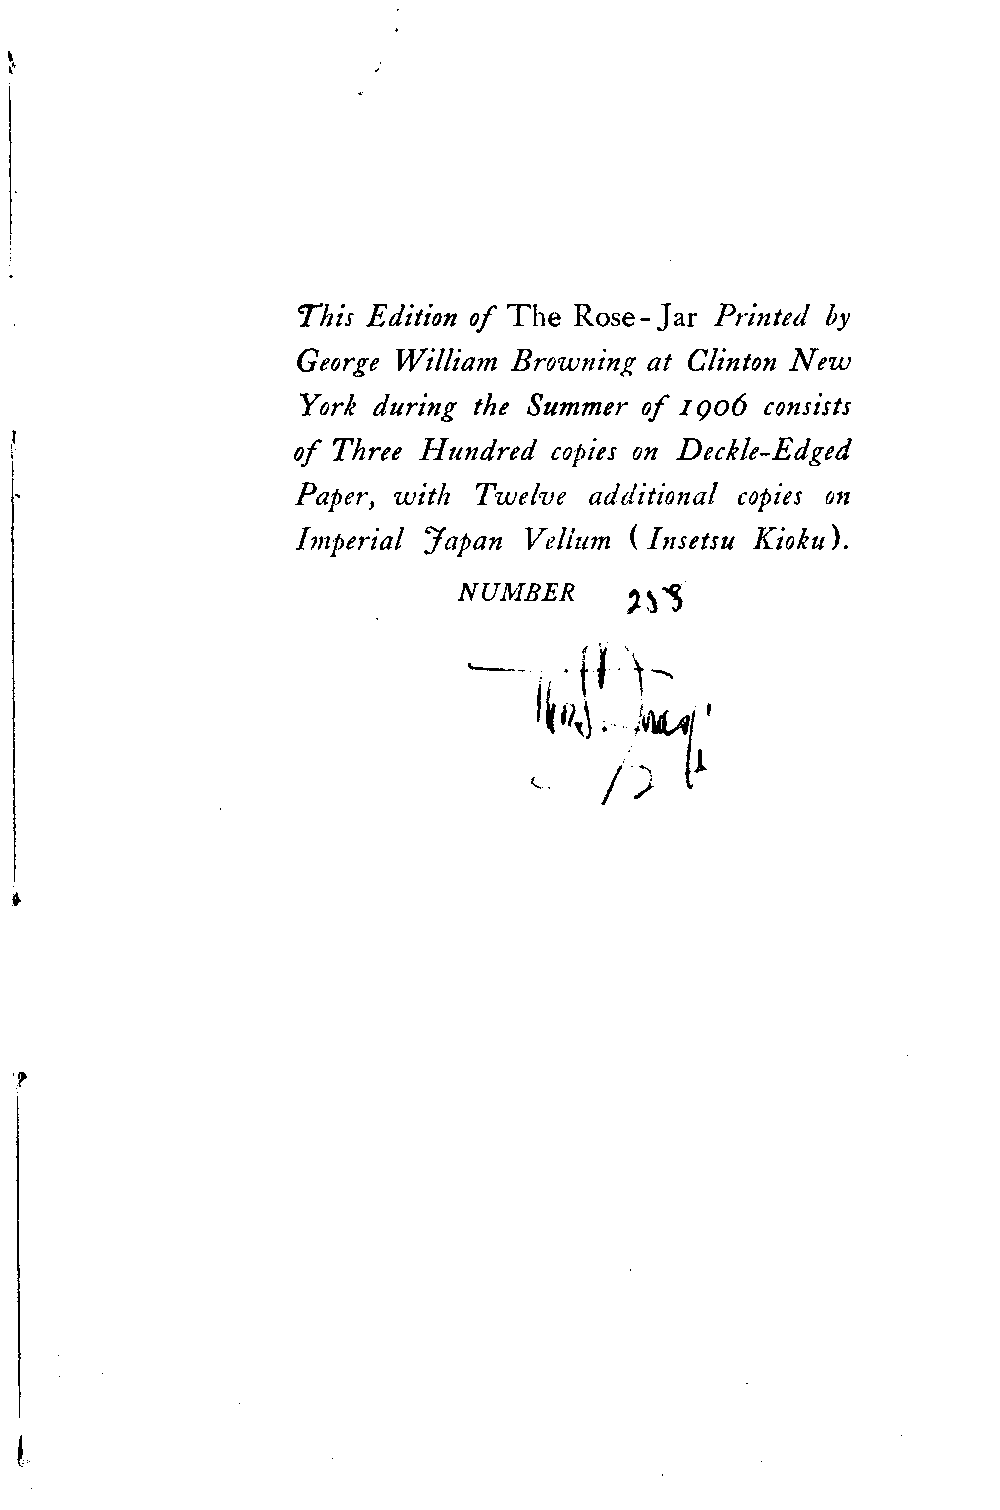 This Edition of The Rose-Jar Printed by
George William Browning at Clinton New
York during the Summer of 1906 consists
of Three Hundred copies on Deckle-Edged
Paper, with Twelve additional copies on
Imperial Japan Vellum (Insetsu Kioku).
NUMBER 258